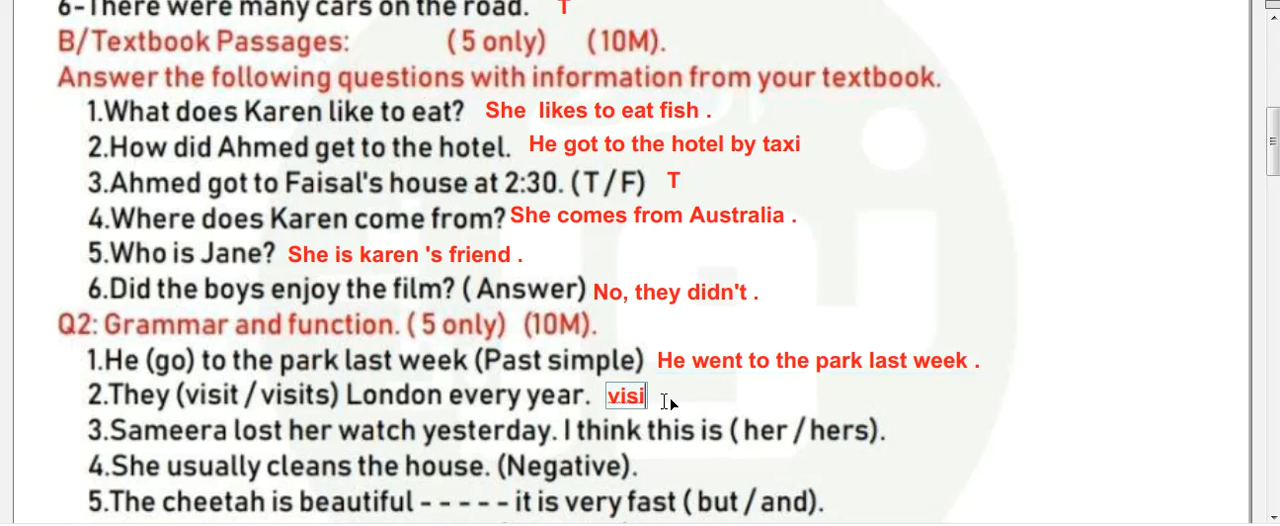 6-There were many cars on the road. T
B/Textbook Passages: (5 only) (10M).
Answer the following questions with information from your textbook.
1.What does Karen like to eat? She likes to eat fish .
2.How did Ahmed get to the hotel. He got to the hotel by taxi
3.Ahmed got to Faisal's house at 2:30. (T/F) T
4.Where does Karen come from? She comes from Australia .
5.Who is Jane? She is karen 's friend .
6.Did the boys enjoy the film? (Answer) No, they didn't .
Q2: Grammar and function. (5 only) (10M).
1.He (go) to the park last week (Past simple) He went to the park last week .
2.They (visit / visits) London every year. visi
3.Sameera lost her watch yesterday. I think this is (her / hers).
4.She usually cleans the house. (Negative).
5.The cheetah is beautiful - - - - - it is very fast (but / and).